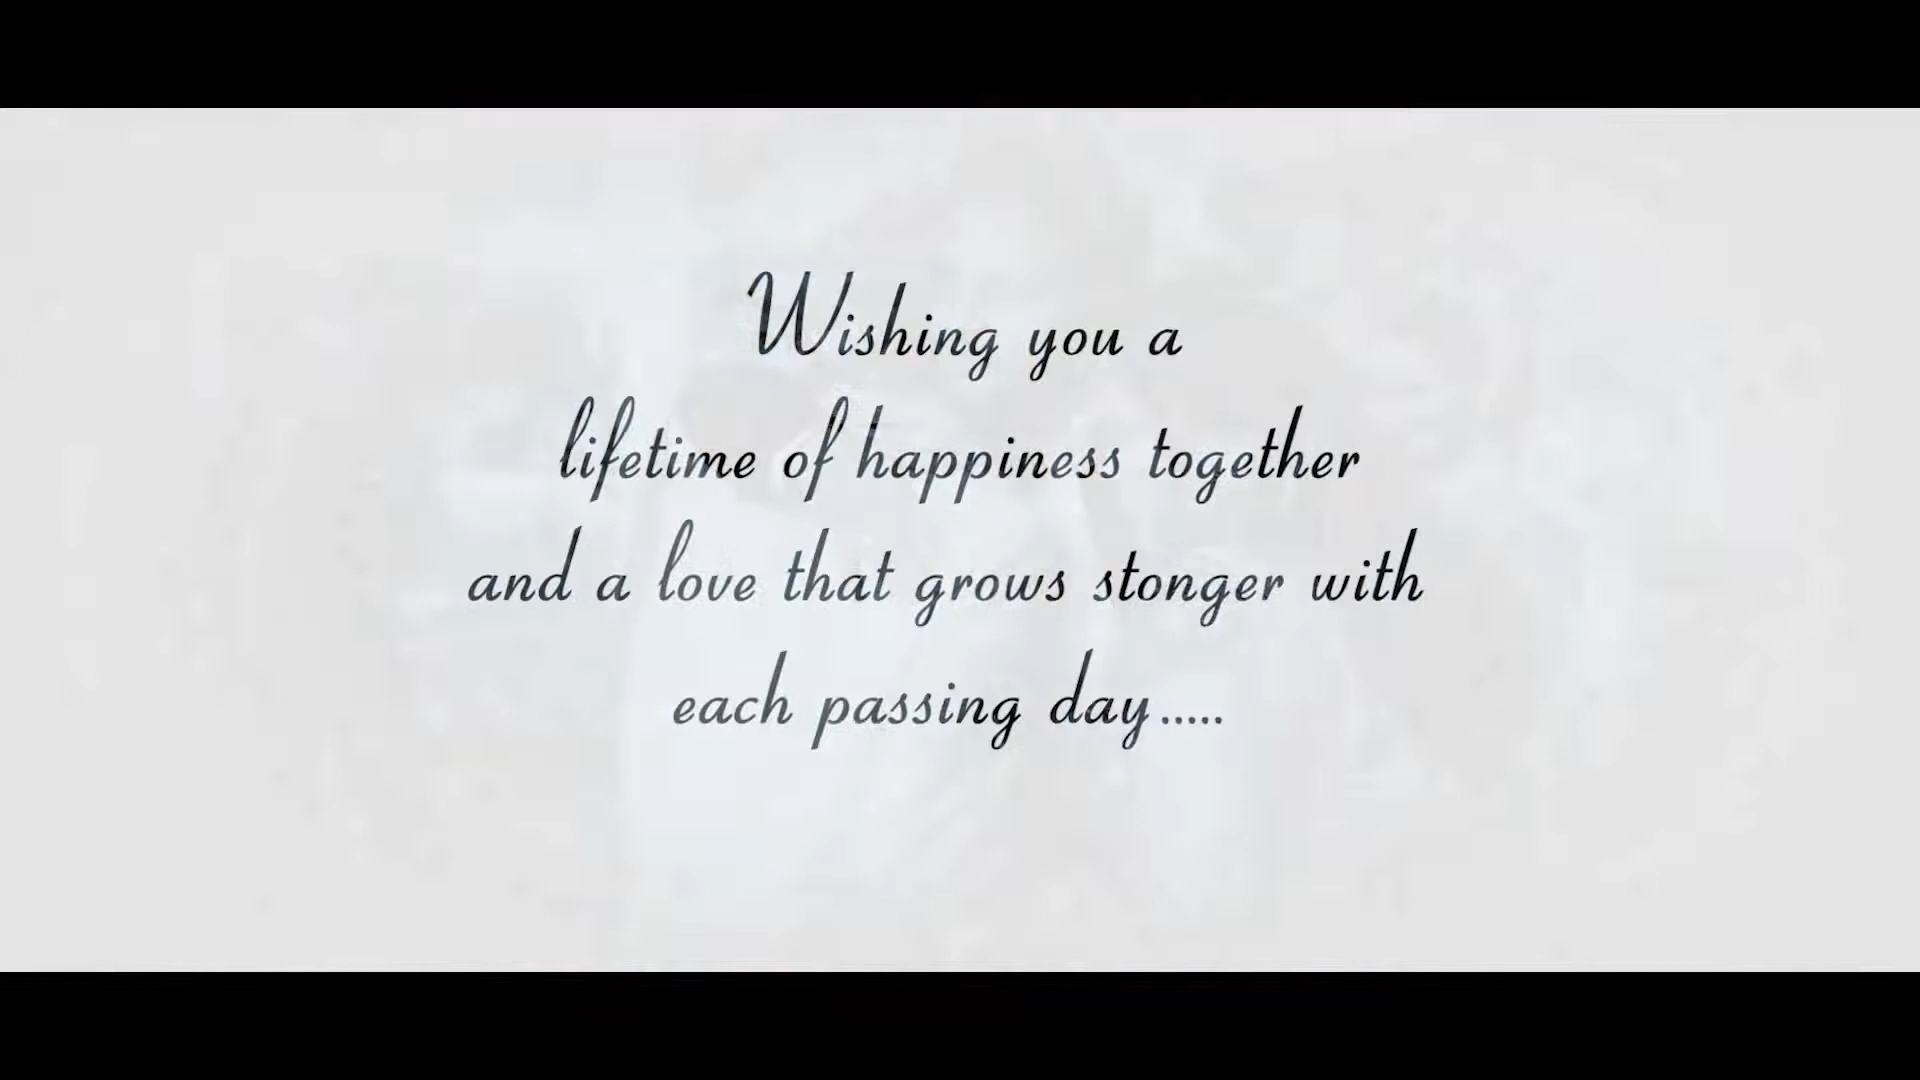 Wishing you a
lifetime of happiness together
and a love that grows stonger with
each passing day.....